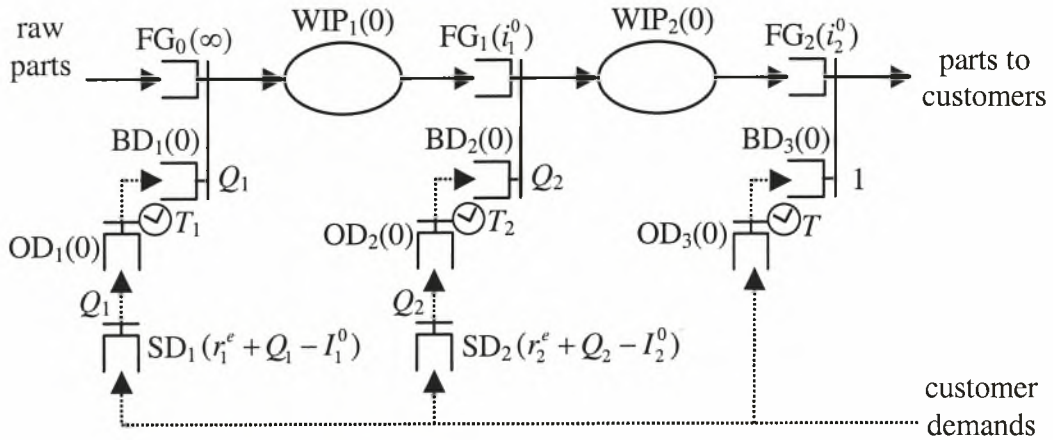 raw
parts
FG₀(∞)
WIP₁(0)
FG₁(i₁⁰)
WIP₂(0)
FG₂(i₂⁰)
parts to
customers
BD₁(0)
BD₂(0)
BD₃(0)
Q₁
Q₂
1
OD₁(0)
T₁
OD₂(0)
T₂
OD₃(0)
T
Q₁
Q₂
SD₁(r₁ᵉ + Q₁ − I₁⁰)
SD₂(r₂ᵉ + Q₂ − I₂⁰)
customer
demands